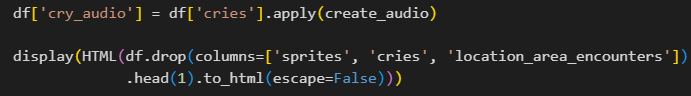 df['cry_audio'] = df['cries'].apply(create_audio)
display(HTML(df.drop(columns=['sprites', 'cries', 'location_area_encounters'])
.head(1).to_html(escape=False)))